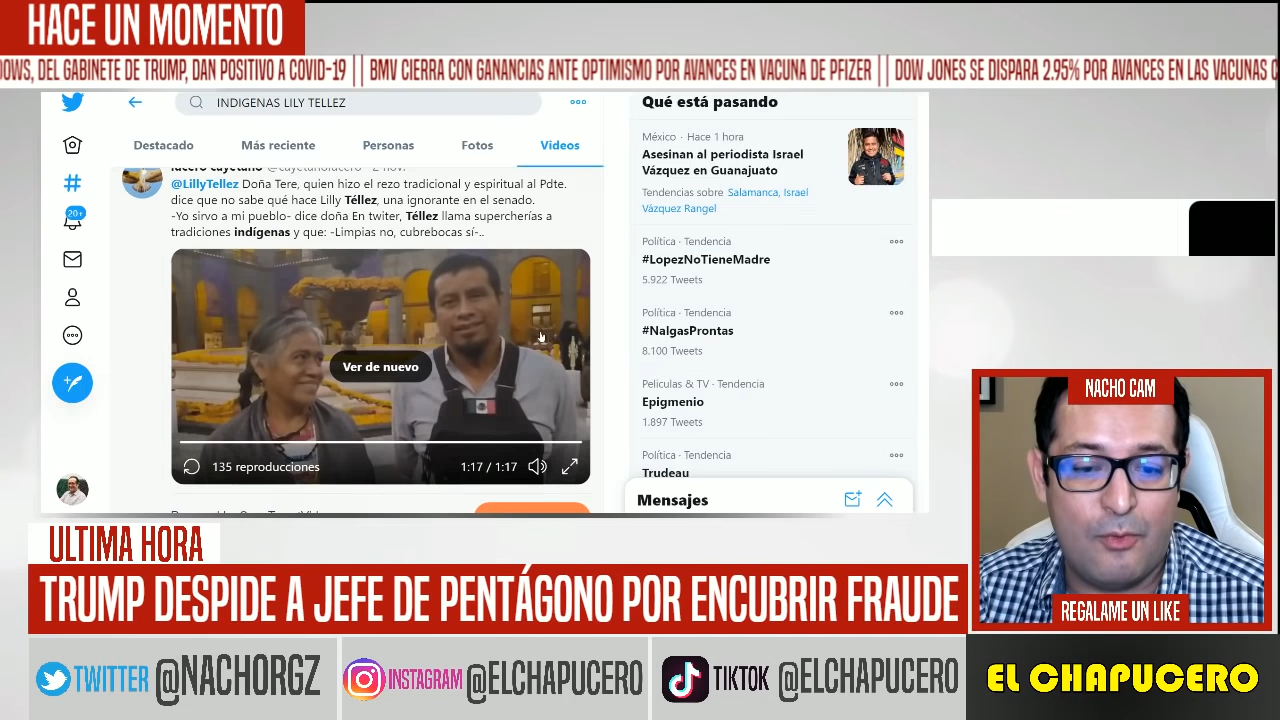 HACE UN MOMENTO
DOWS, DEL GABINETE DE TRUMP, DAN POSITIVO A COVID-19 || BMV CIERRA CON GANANCIAS ANTE OPTIMISMO POR AVANCES EN VACUNA DE PFIZER || DOW JONES SE DISPARA 2.95% POR AVANCES EN LAS VACUNAS
INDIGENAS LILY TELLEZ
Destacado
Más reciente
Personas
Fotos
Videos
20+
lucero cayetano @cayetanolucero · 2 nov.
@LillyTellez Doña Tere, quien hizo el rezo tradicional y espiritual al Pdte.
dice que no sabe qué hace Lilly Téllez, una ignorante en el senado.
-Yo sirvo a mi pueblo- dice doña En twiter, Téllez llama supercherías a
tradiciones indígenas y que: -Limpias no, cubrebocas sí-..
Ver de nuevo
135 reproducciones
1:17 / 1:17
Qué está pasando
México · Hace 1 hora
Asesinan al periodista Israel
Vázquez en Guanajuato
Tendencias sobre Salamanca, Israel
Vázquez Rangel
Política · Tendencia
#LopezNoTieneMadre
5.922 Tweets
Política · Tendencia
#NalgasProntas
8.100 Tweets
Películas & TV · Tendencia
Epigmenio
1.897 Tweets
Política · Tendencia
Trudeau
Mensajes
NACHO CAM
REGALAME UN LIKE
ULTIMA HORA
TRUMP DESPIDE A JEFE DE PENTÁGONO POR ENCUBRIR FRAUDE
TWITTER @NACHORGZ
INSTAGRAM @ELCHAPUCERO
TIKTOK @ELCHAPUCERO
EL CHAPUCERO